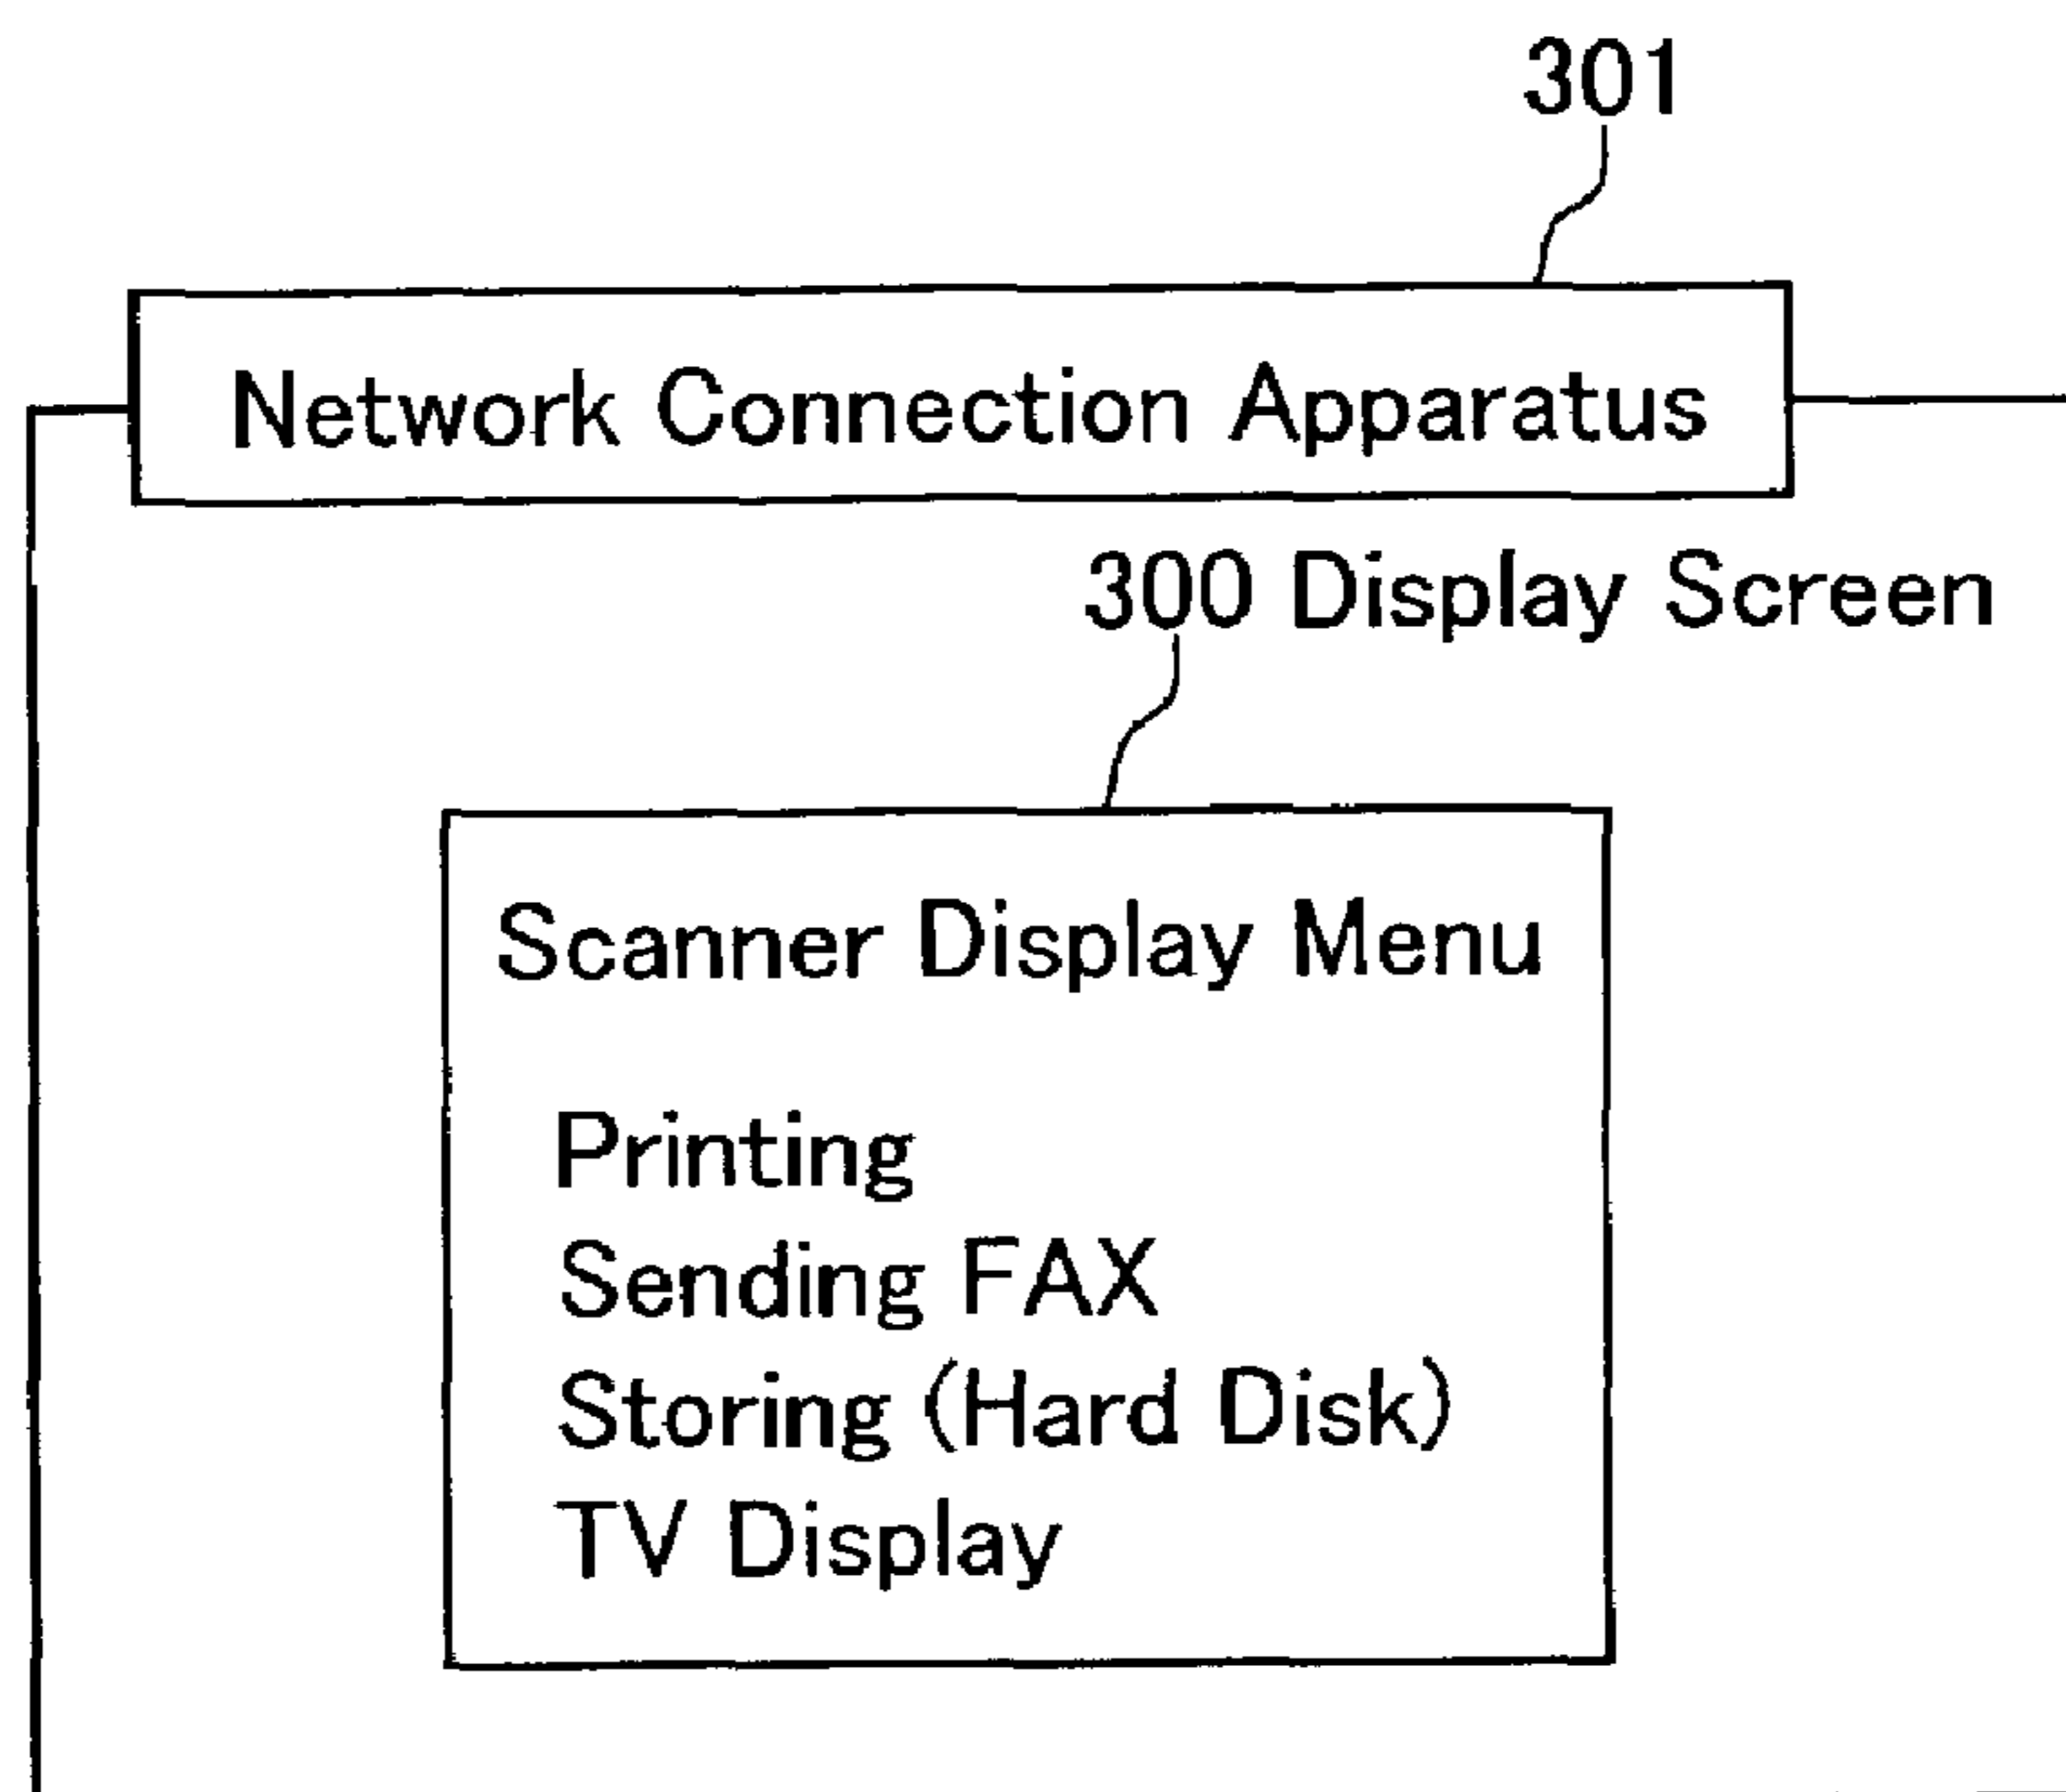 301
Network Connection Apparatus
300 Display Screen
Scanner Display Menu
Printing
Sending FAX
Storing (Hard Disk)
TV Display